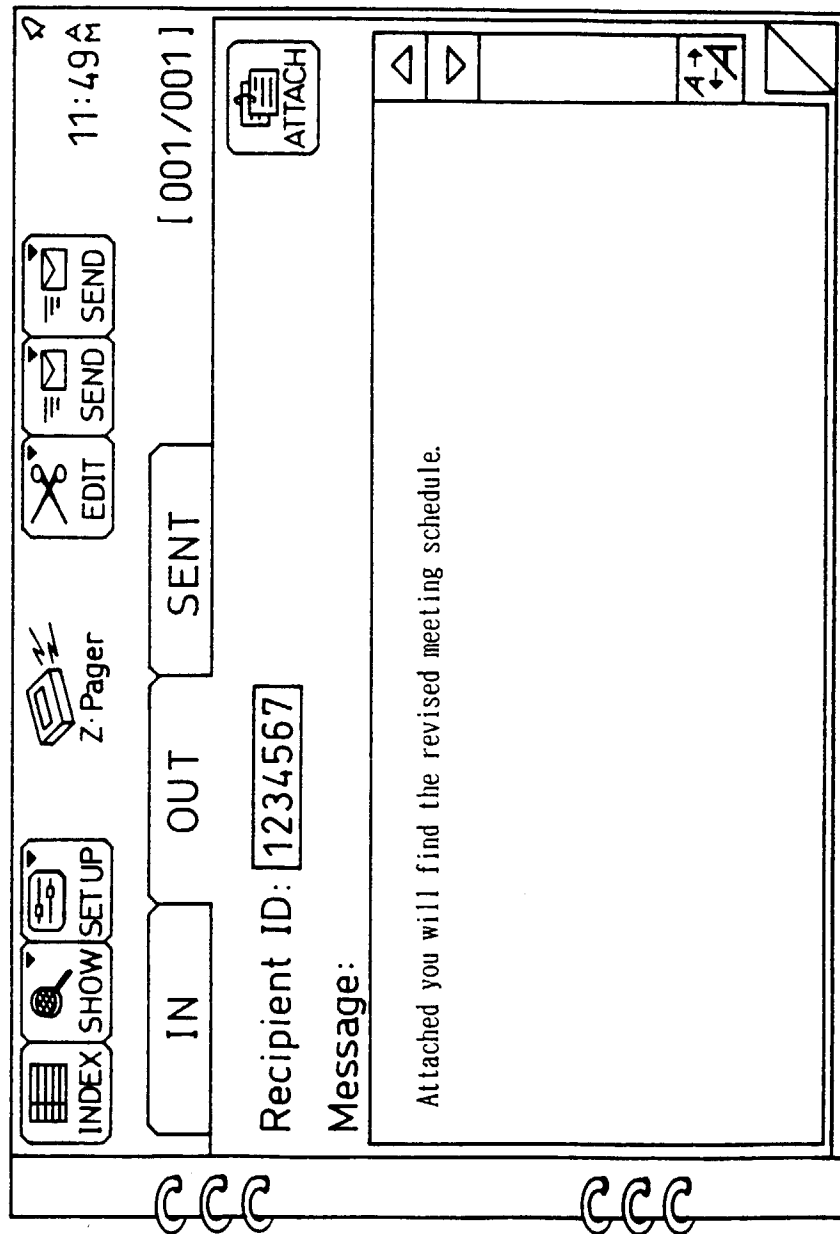 INDEX SHOW SET UP Z·Pager EDIT SEND SEND 11:49 AM
IN OUT SENT [001/001]
Recipient ID: 1234567 ATTACH
Message:
Attached you will find the revised meeting schedule.
A A